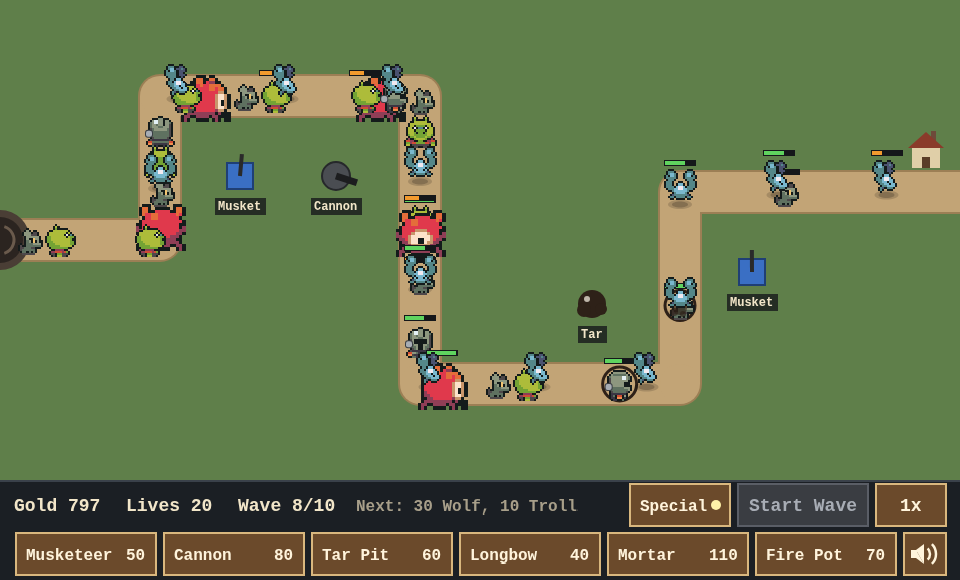 Musket
Cannon
Musket
Tar
Gold 797
Lives 20
Wave 8/10
Next: 30 Wolf, 10 Troll
Special
Start Wave
1x
Musketeer 50
Cannon 80
Tar Pit 60
Longbow 40
Mortar 110
Fire Pot 70